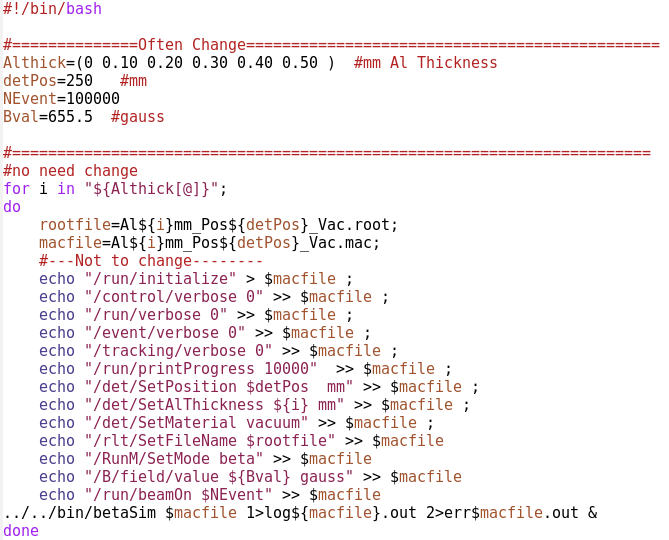 #!/bin/bash
#==============Often Change==============================================
Althick=(0 0.10 0.20 0.30 0.40 0.50 )  #mm Al Thickness
detPos=250   #mm
NEvent=100000
Bval=655.5  #gauss
#=======================================================================
#no need change
for i in "${Althick[@]}";
do
    rootfile=Al${i}mm_Pos${detPos}_Vac.root;
    macfile=Al${i}mm_Pos${detPos}_Vac.mac;
    #---Not to change--------
    echo "/run/initialize" > $macfile ;
    echo "/control/verbose 0" >> $macfile ;
    echo "/run/verbose 0" >> $macfile ;
    echo "/event/verbose 0" >> $macfile ;
    echo "/tracking/verbose 0" >> $macfile ;
    echo "/run/printProgress 10000"  >> $macfile ;
    echo "/det/SetPosition $detPos  mm" >> $macfile ;
    echo "/det/SetAlThickness ${i} mm" >> $macfile ;
    echo "/det/SetMaterial vacuum" >> $macfile ;
    echo "/rlt/SetFileName $rootfile" >> $macfile
    echo "/RunM/SetMode beta" >> $macfile
    echo "/B/field/value ${Bval} gauss" >> $macfile
    echo "/run/beamOn $NEvent" >> $macfile
../../bin/betaSim $macfile 1>log${macfile}.out 2>err$macfile.out &
done